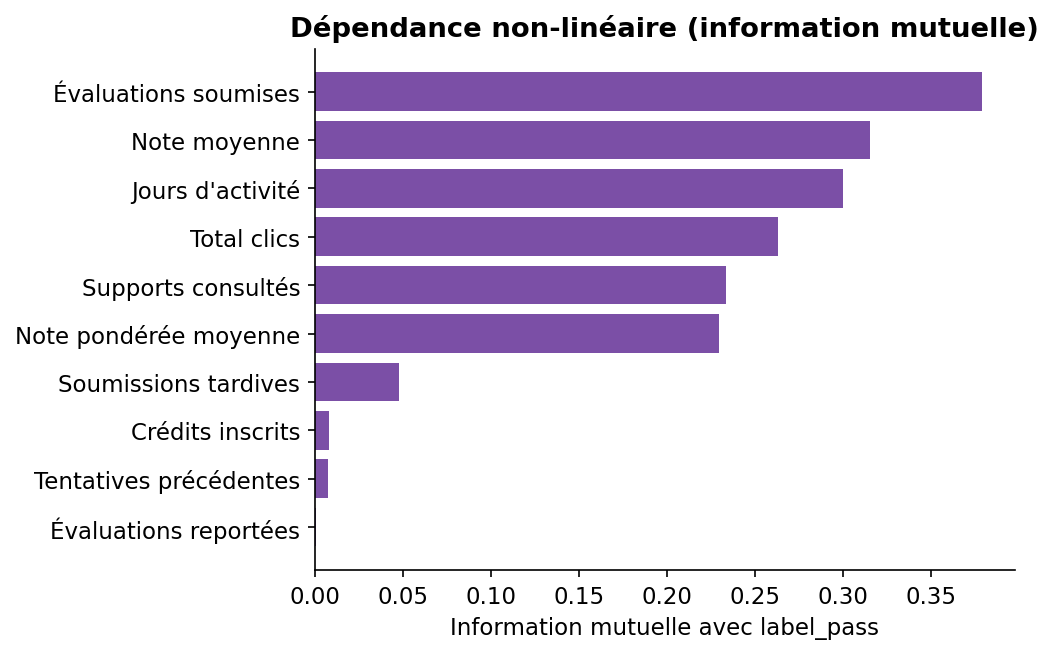 Dépendance non-linéaire (information mutuelle)
Évaluations soumises
Note moyenne
Jours d'activité
Total clics
Supports consultés
Note pondérée moyenne
Soumissions tardives
Crédits inscrits
Tentatives précédentes
Évaluations reportées
0.00 0.05 0.10 0.15 0.20 0.25 0.30 0.35
Information mutuelle avec label_pass